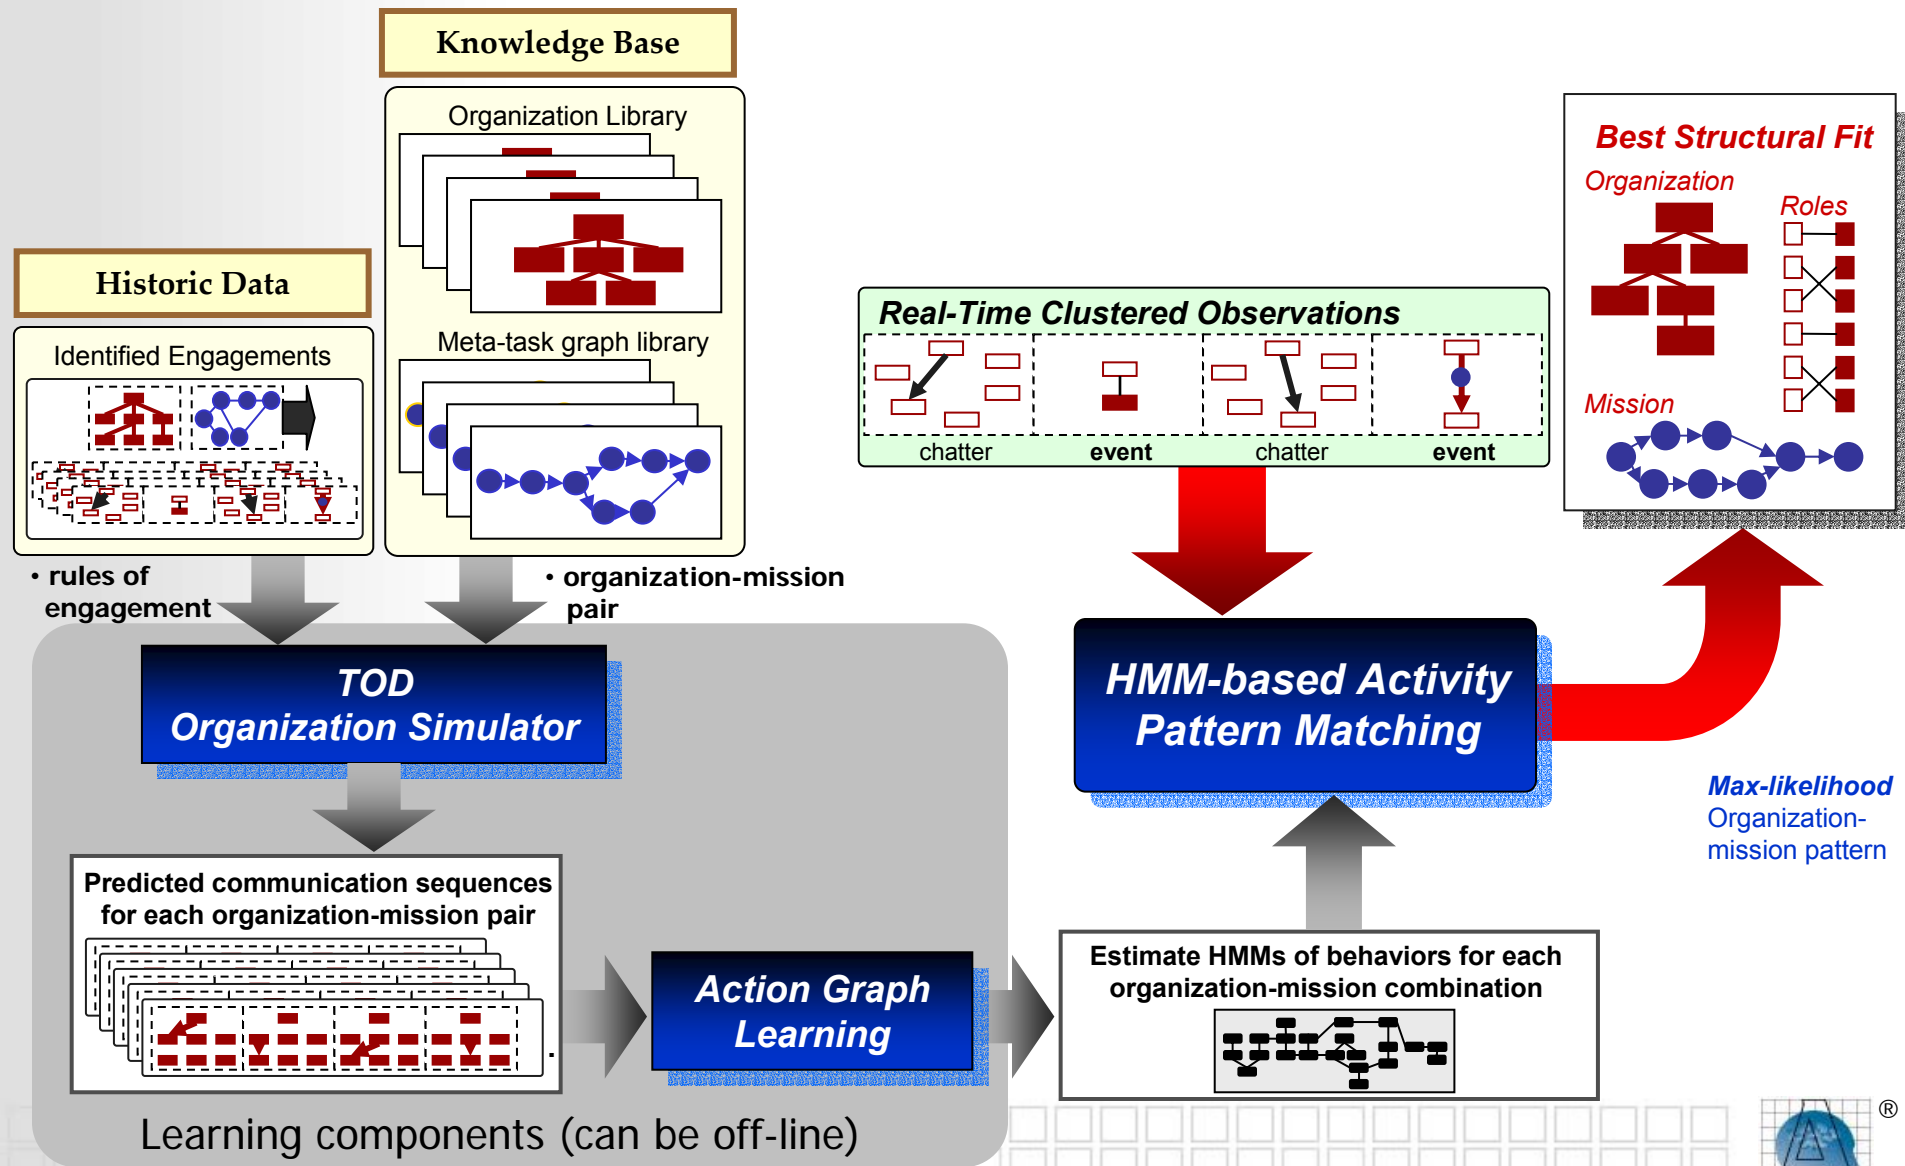 Knowledge Base
Organization Library
Meta-task graph library
Historic Data
Identified Engagements
• rules of
engagement
• organization-mission
pair
Real-Time Clustered Observations
chatter
event
chatter
event
Best Structural Fit
Organization
Roles
Mission
TOD
Organization Simulator
HMM-based Activity
Pattern Matching
Max-likelihood
Organization-
mission pattern
Predicted communication sequences
for each organization-mission pair
.
Action Graph
Learning
Estimate HMMs of behaviors for each
organization-mission combination
Learning components (can be off-line)
®